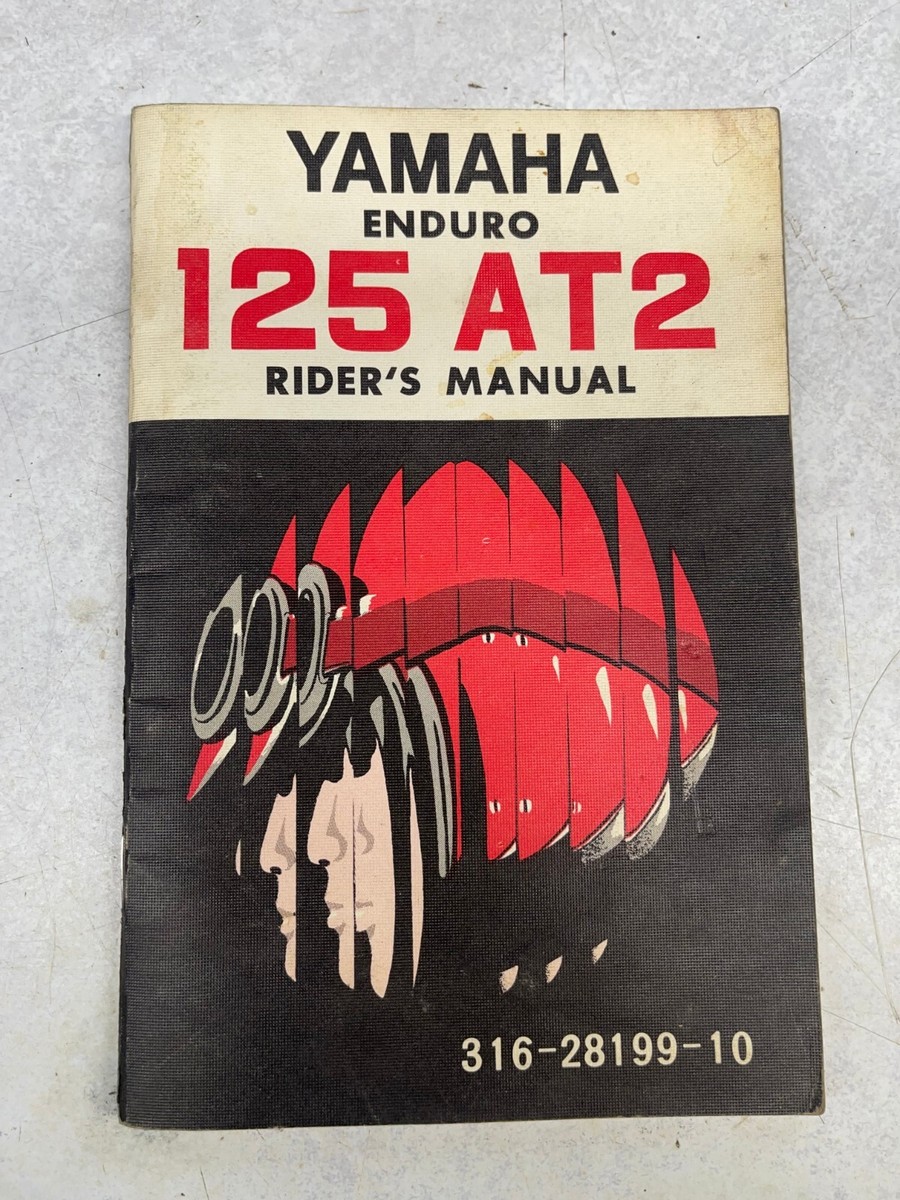 YAMAHA
ENDURO
125 AT2
RIDER'S MANUAL
316-28199-10